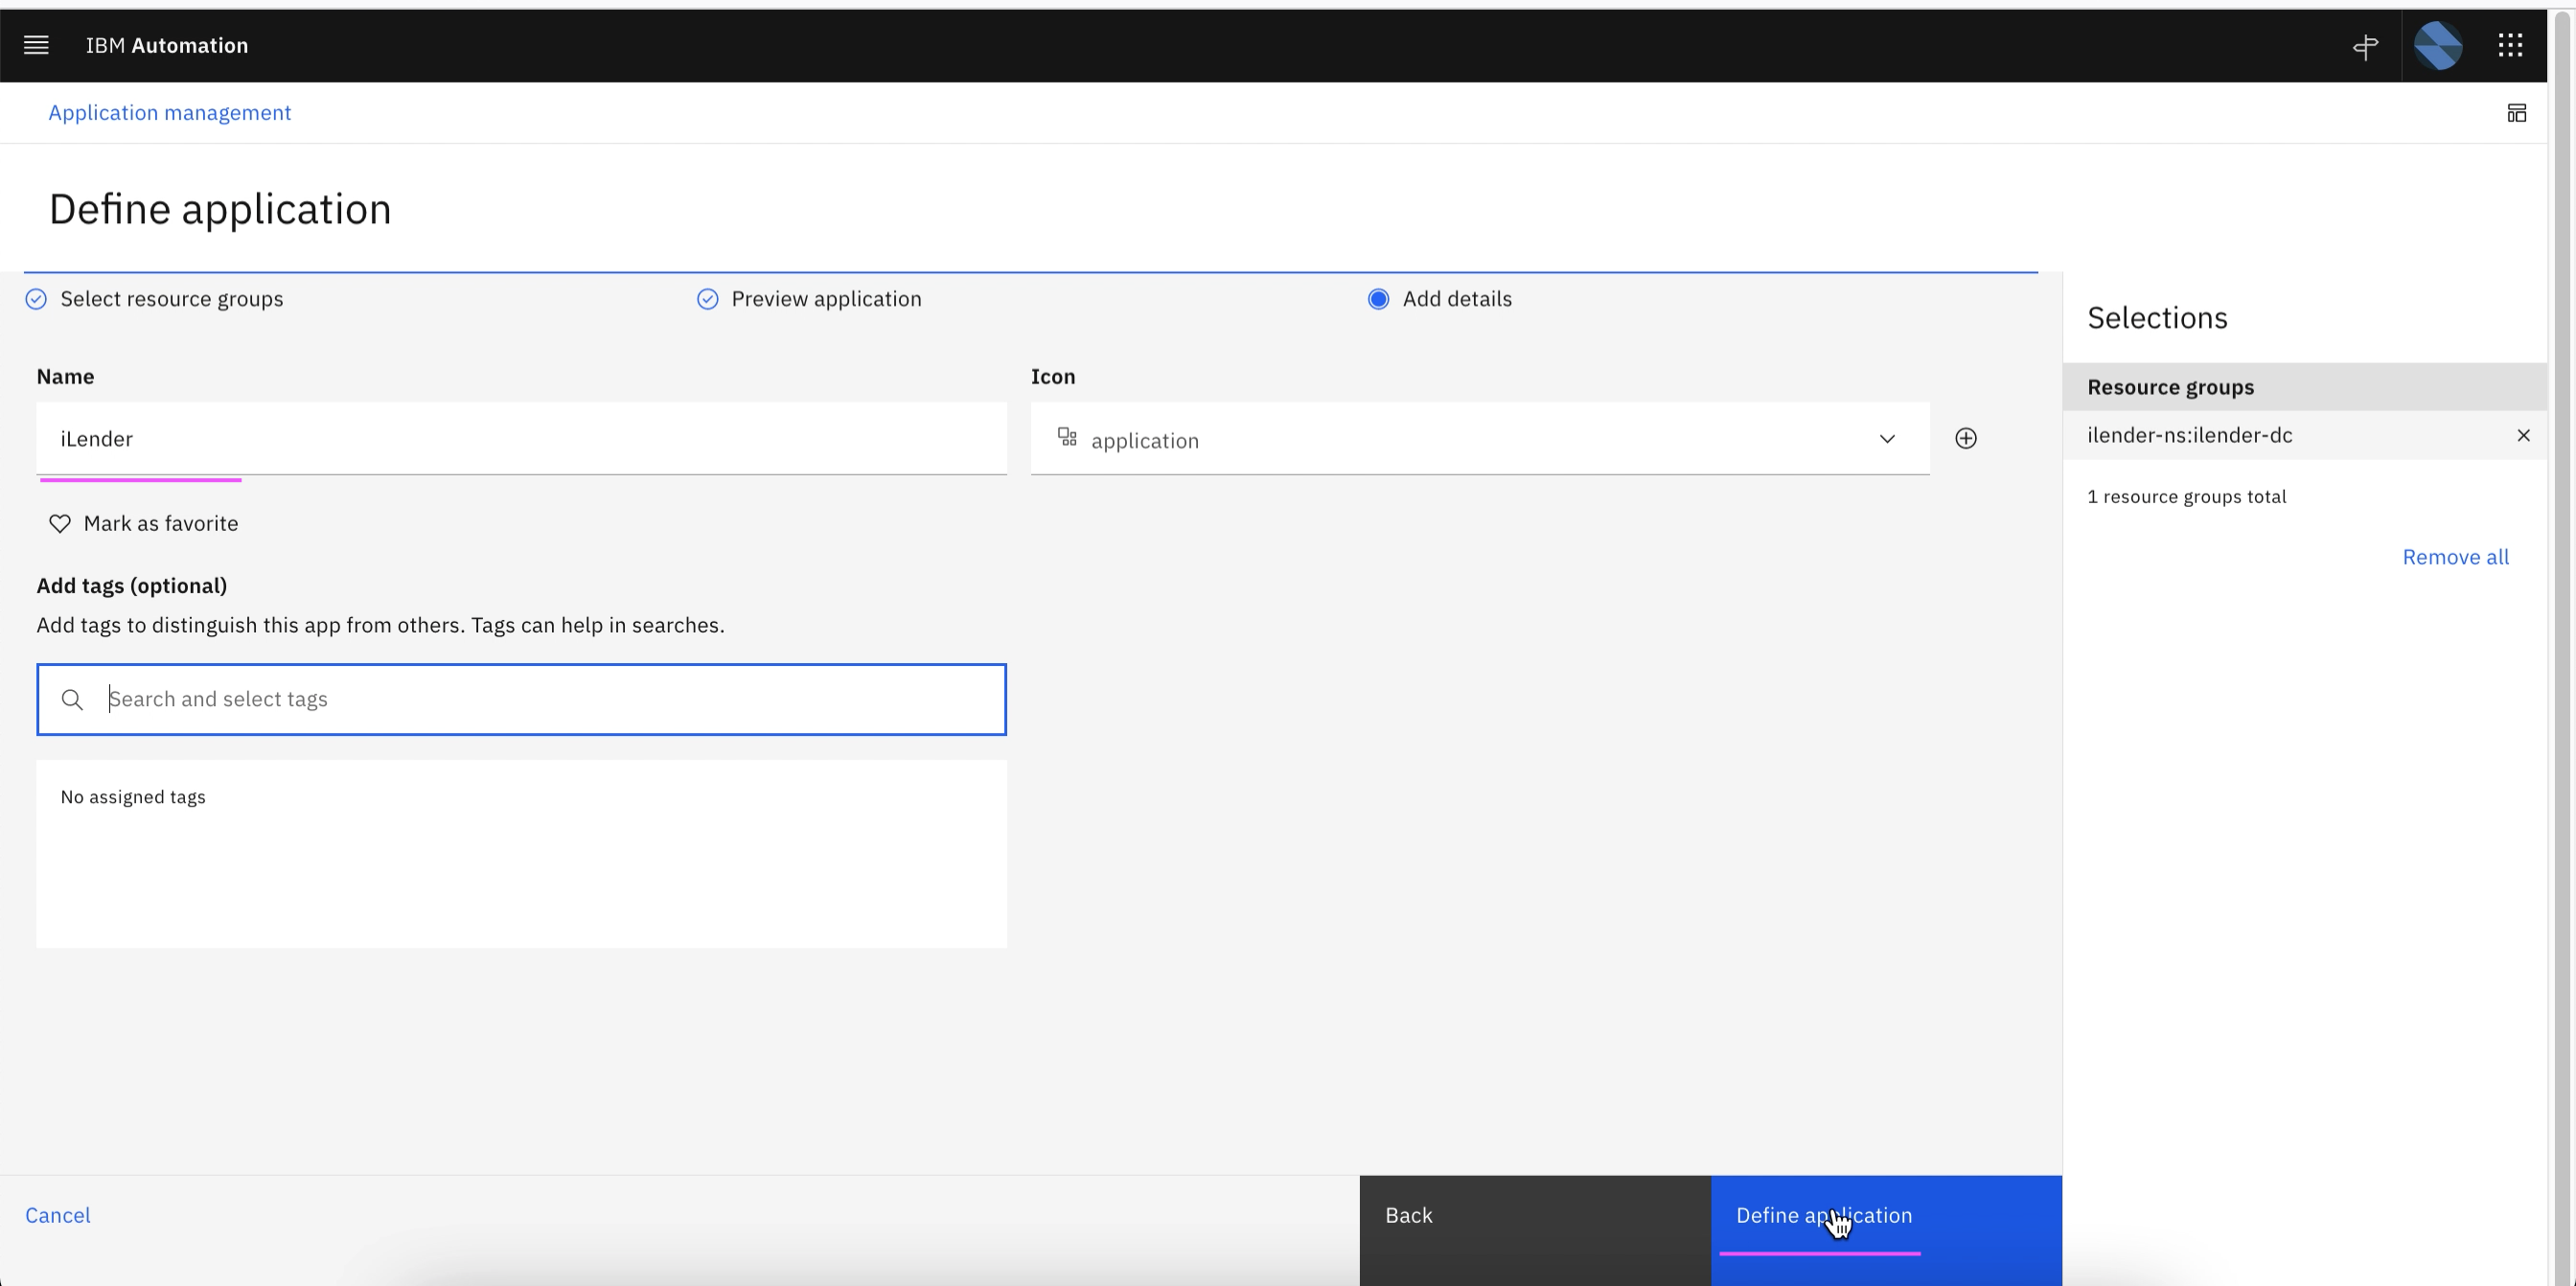 IBM Automation
Application management
Define application
Select resource groups
Preview application
Add details
Selections
Name
Icon
Resource groups
iLender
application
ilender-ns:ilender-dc
1 resource groups total
Mark as favorite
Remove all
Add tags (optional)
Add tags to distinguish this app from others. Tags can help in searches.
Search and select tags
No assigned tags
Cancel
Back
Define application